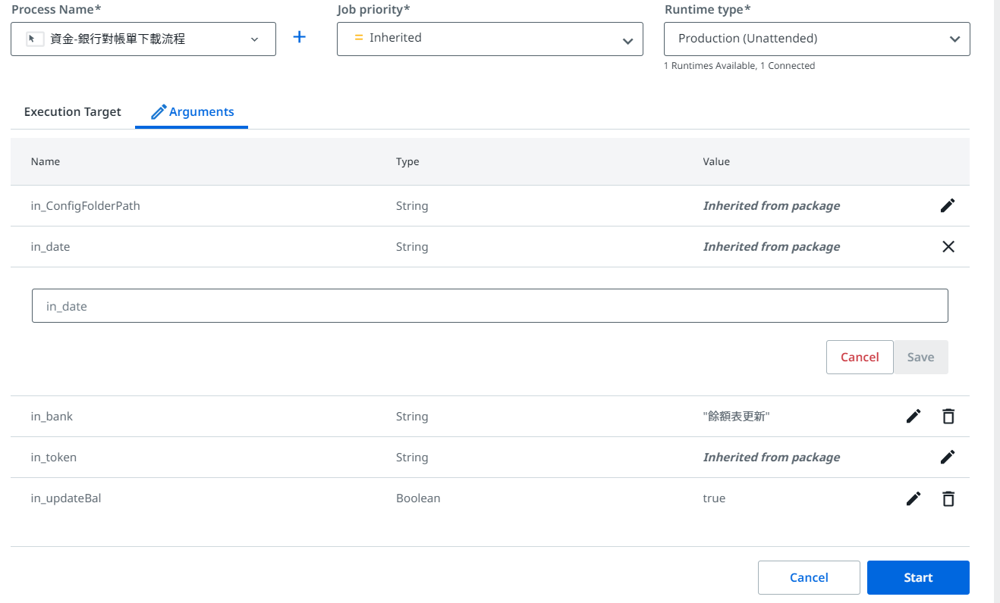 Process Name* Job priority* Runtime type*
資金-銀行對帳單下載流程 Inherited Production (Unattended)
1 Runtimes Available, 1 Connected
Execution Target Arguments
Name Type Value
in_ConfigFolderPath String Inherited from package
in_date String Inherited from package
in_date
Cancel Save
in_bank String "餘額表更新"
in_token String Inherited from package
in_updateBal Boolean true
Cancel Start